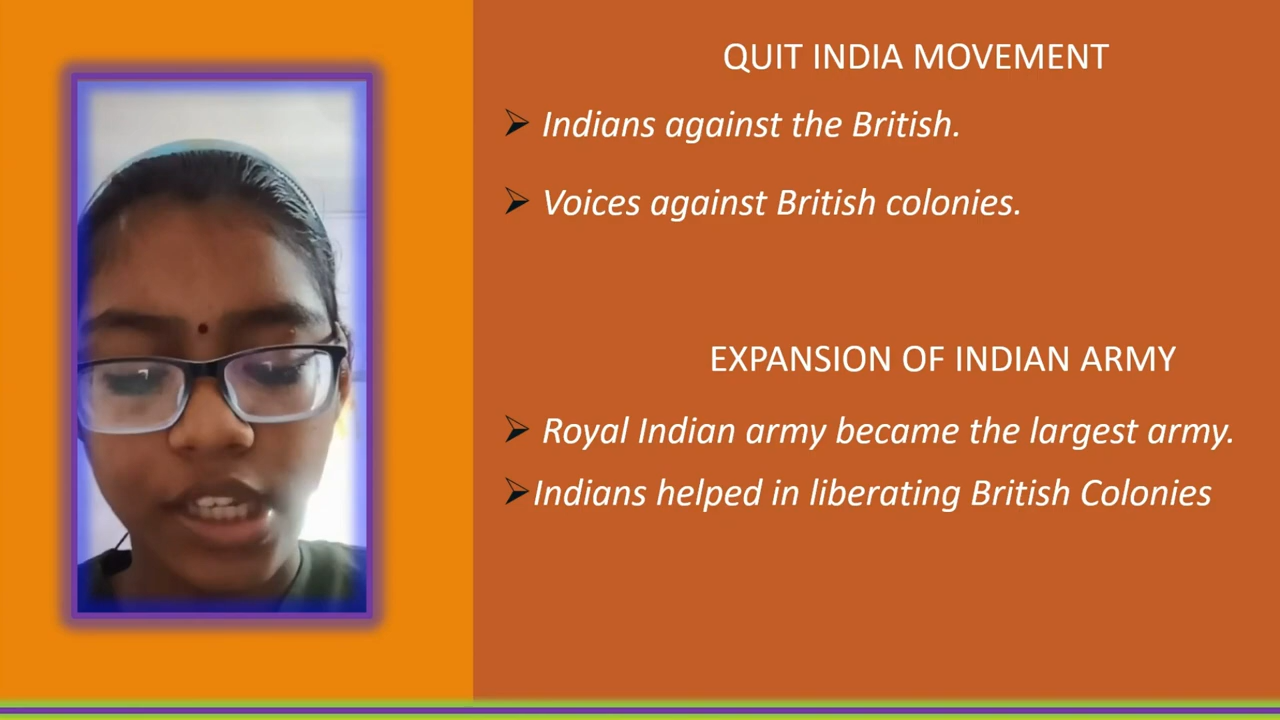 QUIT INDIA MOVEMENT
➢ Indians against the British.
➢ Voices against British colonies.
EXPANSION OF INDIAN ARMY
➢ Royal Indian army became the largest army.
➢Indians helped in liberating British Colonies